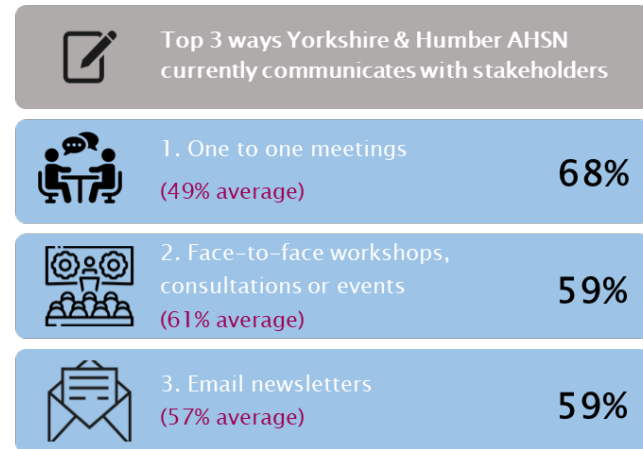 Top 3 ways Yorkshire & Humber AHSN
currently communicates with stakeholders
1. One to one meetings
(49% average)
68%
2. Face-to-face workshops,
consultations or events
(61% average)
59%
3. Email newsletters
(57% average)
59%